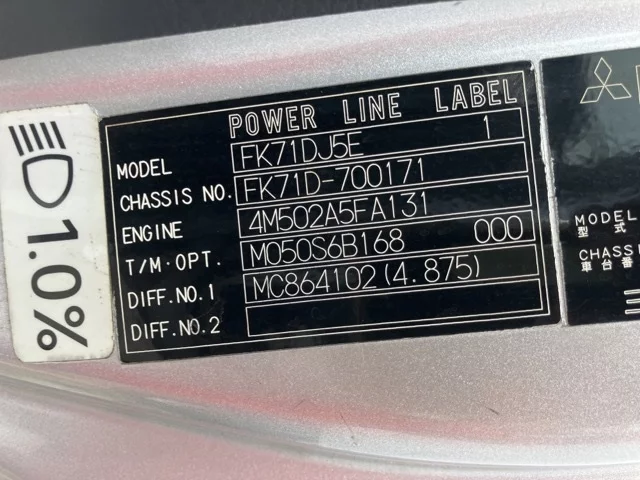 POWER LINE LABEL
MODEL FK71DJ5E 1
CHASSIS NO. FK71D-700171
ENGINE 4M502A5FA131
T/M·OPT. M050S6B168 000
DIFF.NO.1 MC864102(4.875)
DIFF.NO.2
1.0%
MODEL
型式
CHASSI
車台番